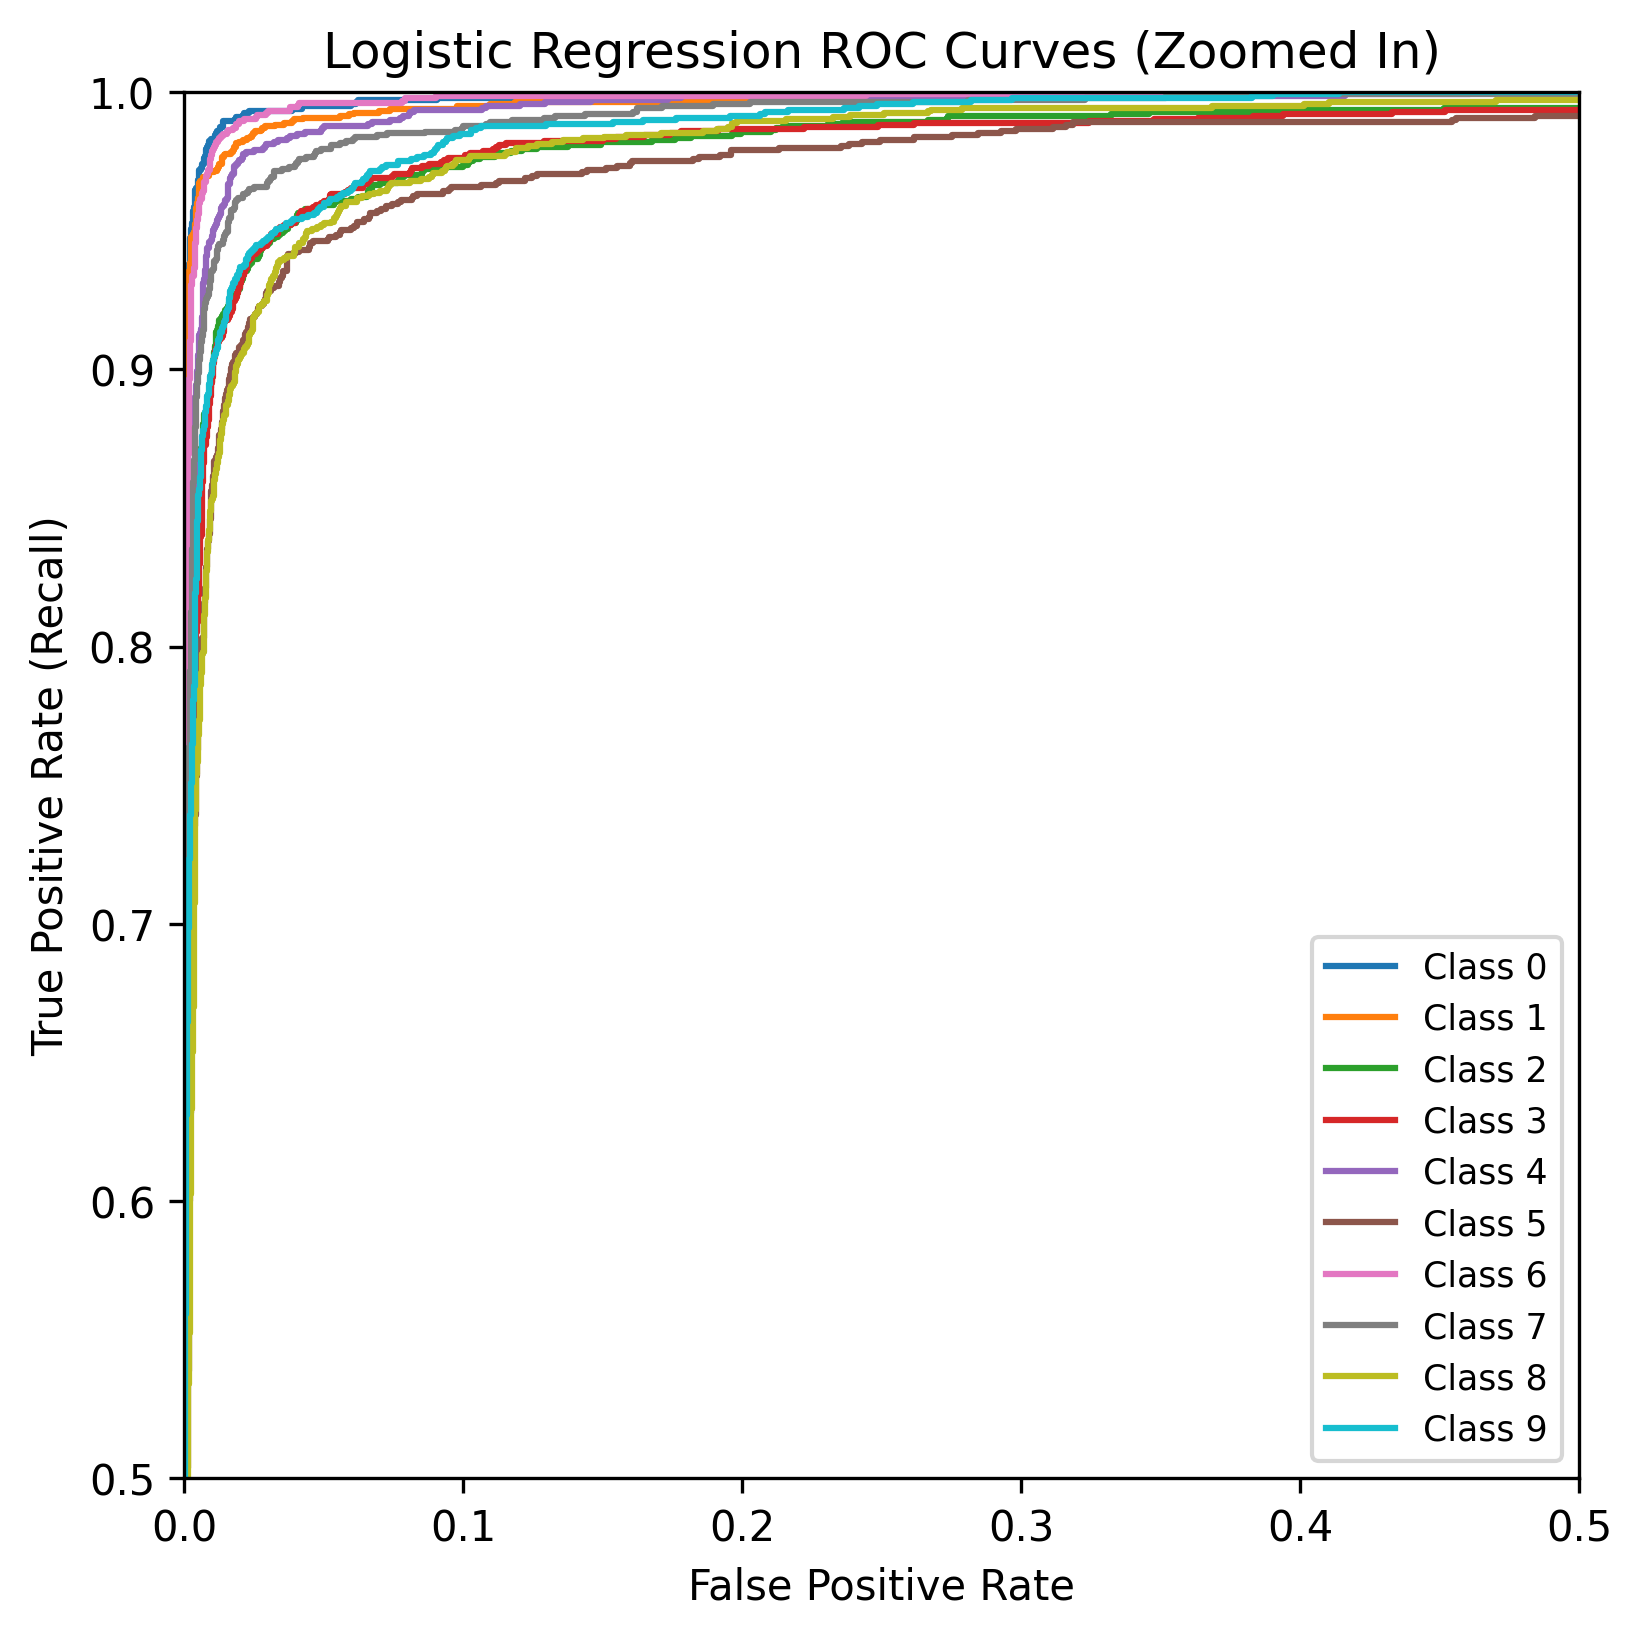 Logistic Regression ROC Curves (Zoomed In)
1.0
0.9
0.8
0.7
0.6
0.5
True Positive Rate (Recall)
Class 0
Class 1
Class 2
Class 3
Class 4
Class 5
Class 6
Class 7
Class 8
Class 9
0.0 0.1 0.2 0.3 0.4 0.5
False Positive Rate